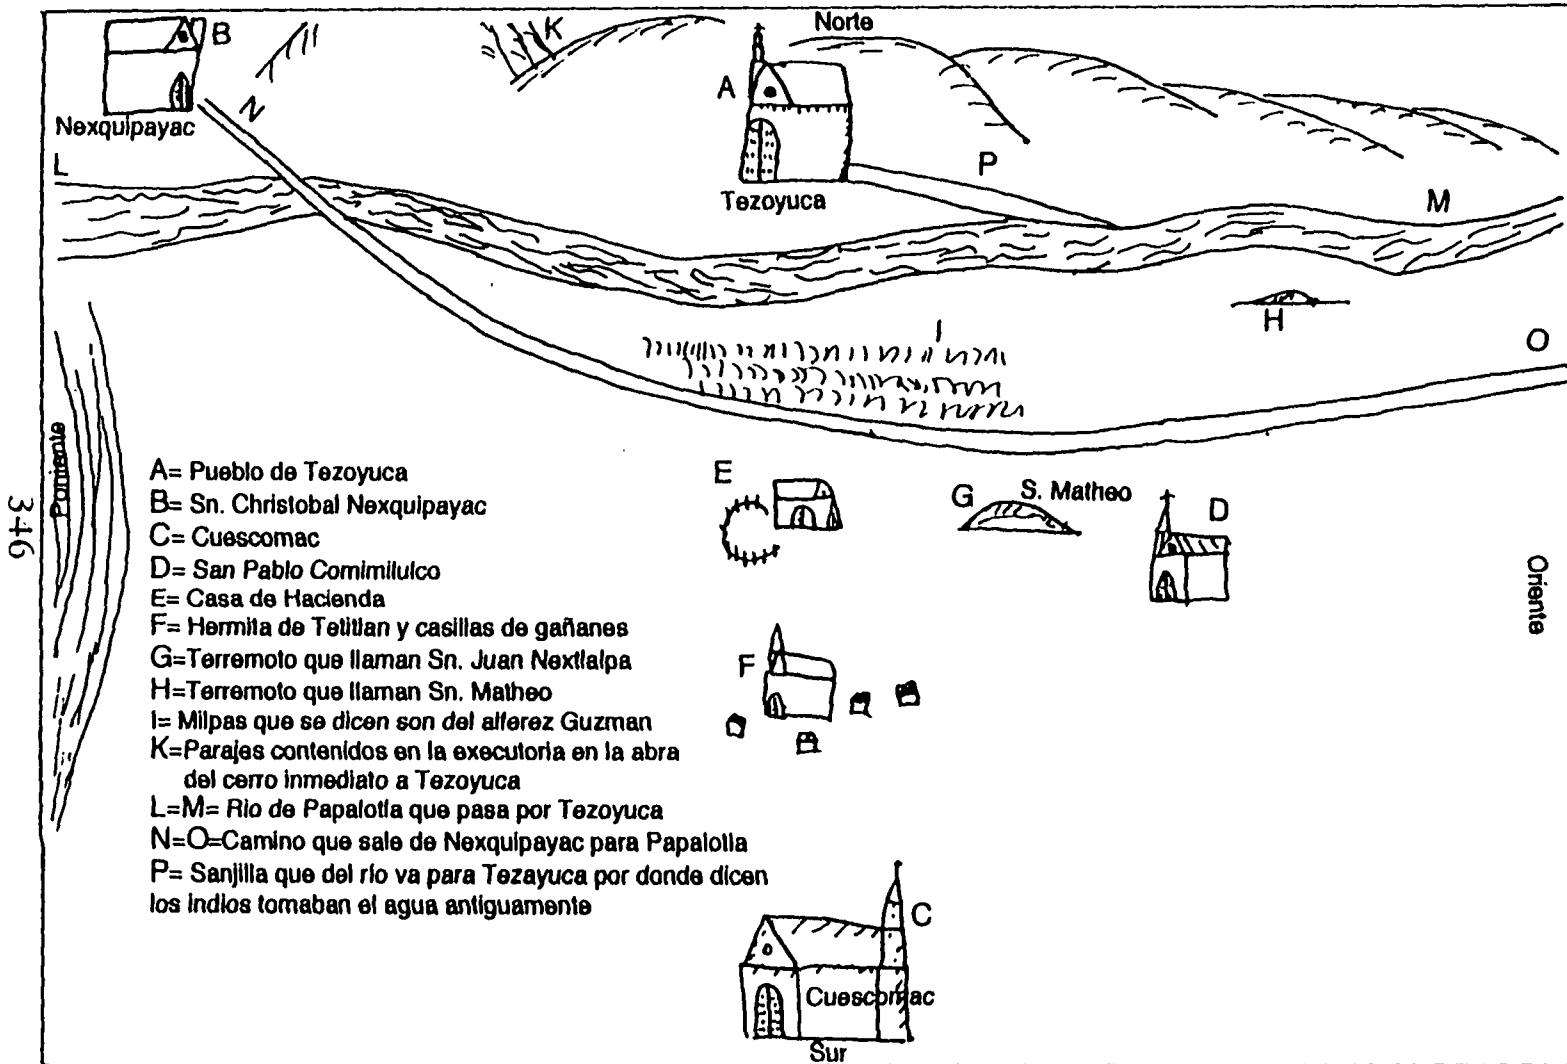 Norte
B
K
A
N
Nexquipayac
L
P
Tezoyuca
M
H
I
O
Poniente
346
A= Pueblo de Tezoyuca
B= Sn. Christobal Nexquipayac
C= Cuescomac
D= San Pablo Comimilulco
E= Casa de Hacienda
F= Hermita de Tetitlan y casillas de gañanes
G=Terremoto que llaman Sn. Juan Nextlalpa
H=Terremoto que llaman Sn. Matheo
I= Milpas que se dicen son del alferez Guzman
K=Parajes contenidos en la executoria en la abra
del cerro inmediato a Tezoyuca
L=M= Rio de Papalotla que pasa por Tezoyuca
N=O=Camino que sale de Nexquipayac para Papalotla
P= Sanjilla que del río va para Tezayuca por donde dicen
los indios tomaban el agua antiguamente
E
G
S. Matheo
D
Oriente
F
C
Cuescomac
Sur